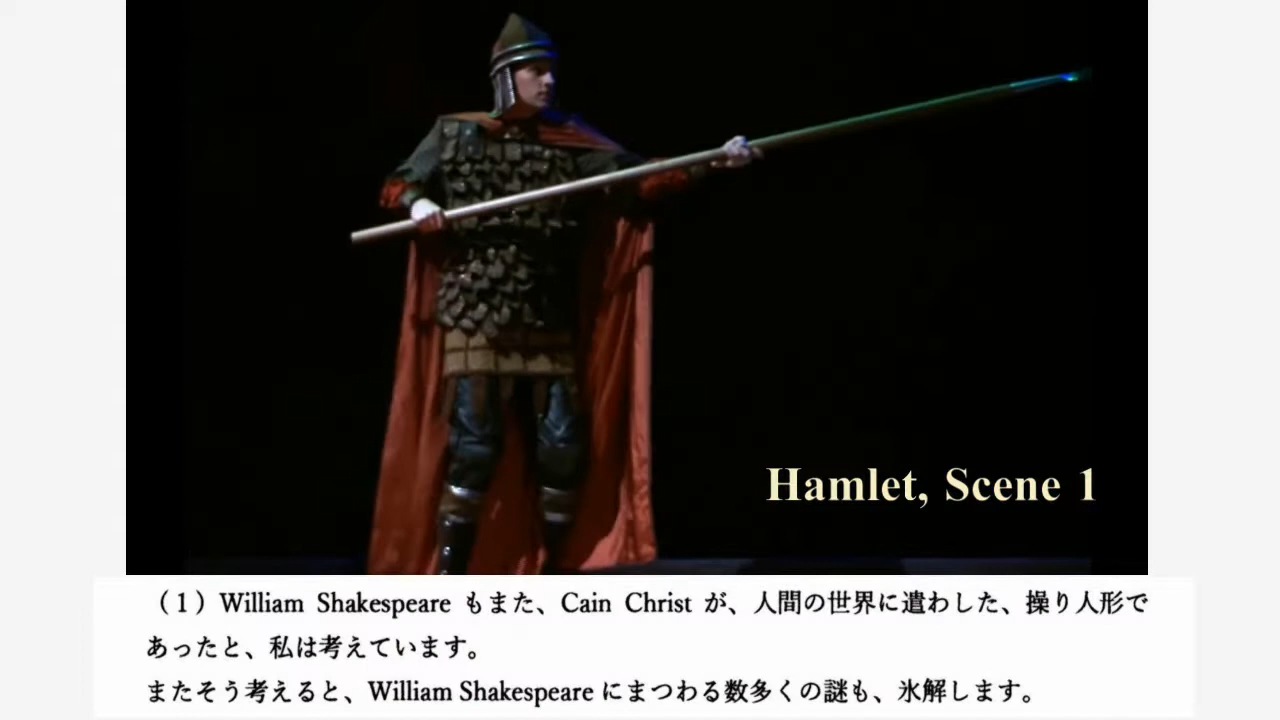 Hamlet, Scene 1
（1）William Shakespeare もまた、Cain Christ が、人間の世界に遣わした、操り人形で
あったと、私は考えています。
またそう考えると、William Shakespeare にまつわる数多くの謎も、氷解します。